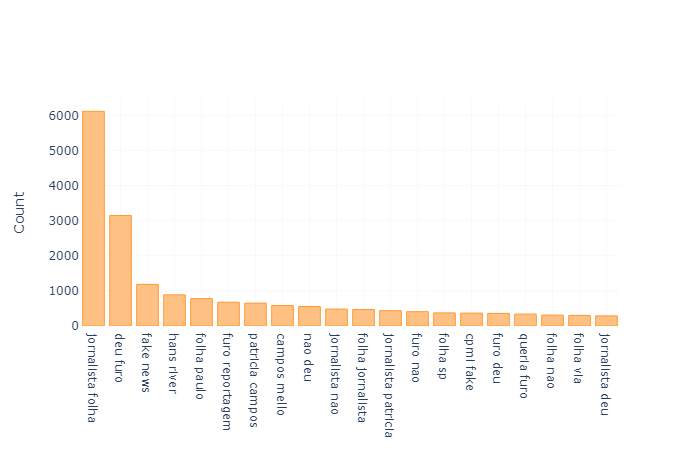 Count
6000
5000
4000
3000
2000
1000
0
jornalista folha
deu furo
fake news
hans river
folha paulo
furo reportagem
patricia campos
campos mello
nao deu
jornalista nao
folha jornalista
jornalista patricia
furo nao
folha sp
cpmi fake
furo deu
queria furo
folha nao
folha via
jornalista deu